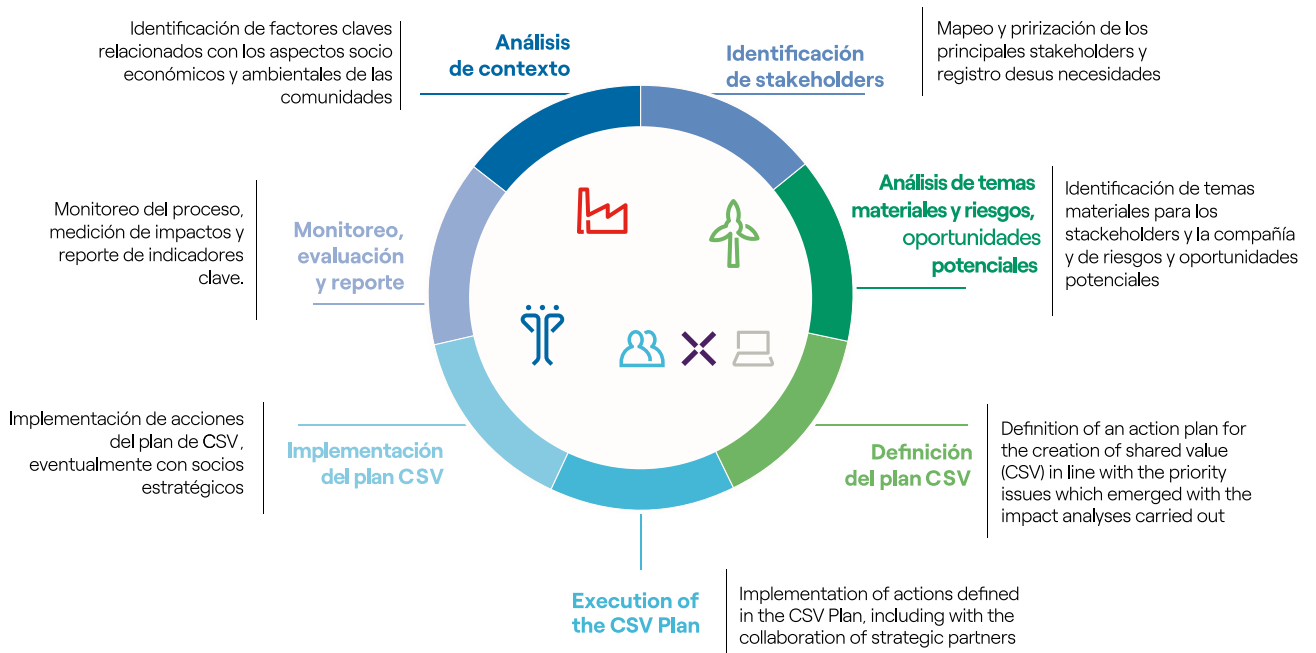 Identificación de factores claves
relacionados con los aspectos socio
económicos y ambientales de las
comunidades
Análisis
de contexto
Identificación
de stakeholders
Mapeo y prirización de los
principales stakeholders y
registro desus necesidades
Análisis de temas
materiales y riesgos,
oportunidades
potenciales
Identificación de temas
materiales para los
stackeholders y la compañía
y de riesgos y oportunidades
potenciales
Definición
del plan CSV
Definition of an action plan for
the creation of shared value
(CSV) in line with the priority
issues which emerged with the
impact analyses carried out
Execution of
the CSV Plan
Implementation of actions defined
in the CSV Plan, including with the
collaboration of strategic partners
Implementación
del plan CSV
Implementación de acciones
del plan de CSV,
eventualmente con socios
estratégicos
Monitoreo,
evaluación
y reporte
Monitoreo del proceso,
medición de impactos y
reporte de indicadores
clave.